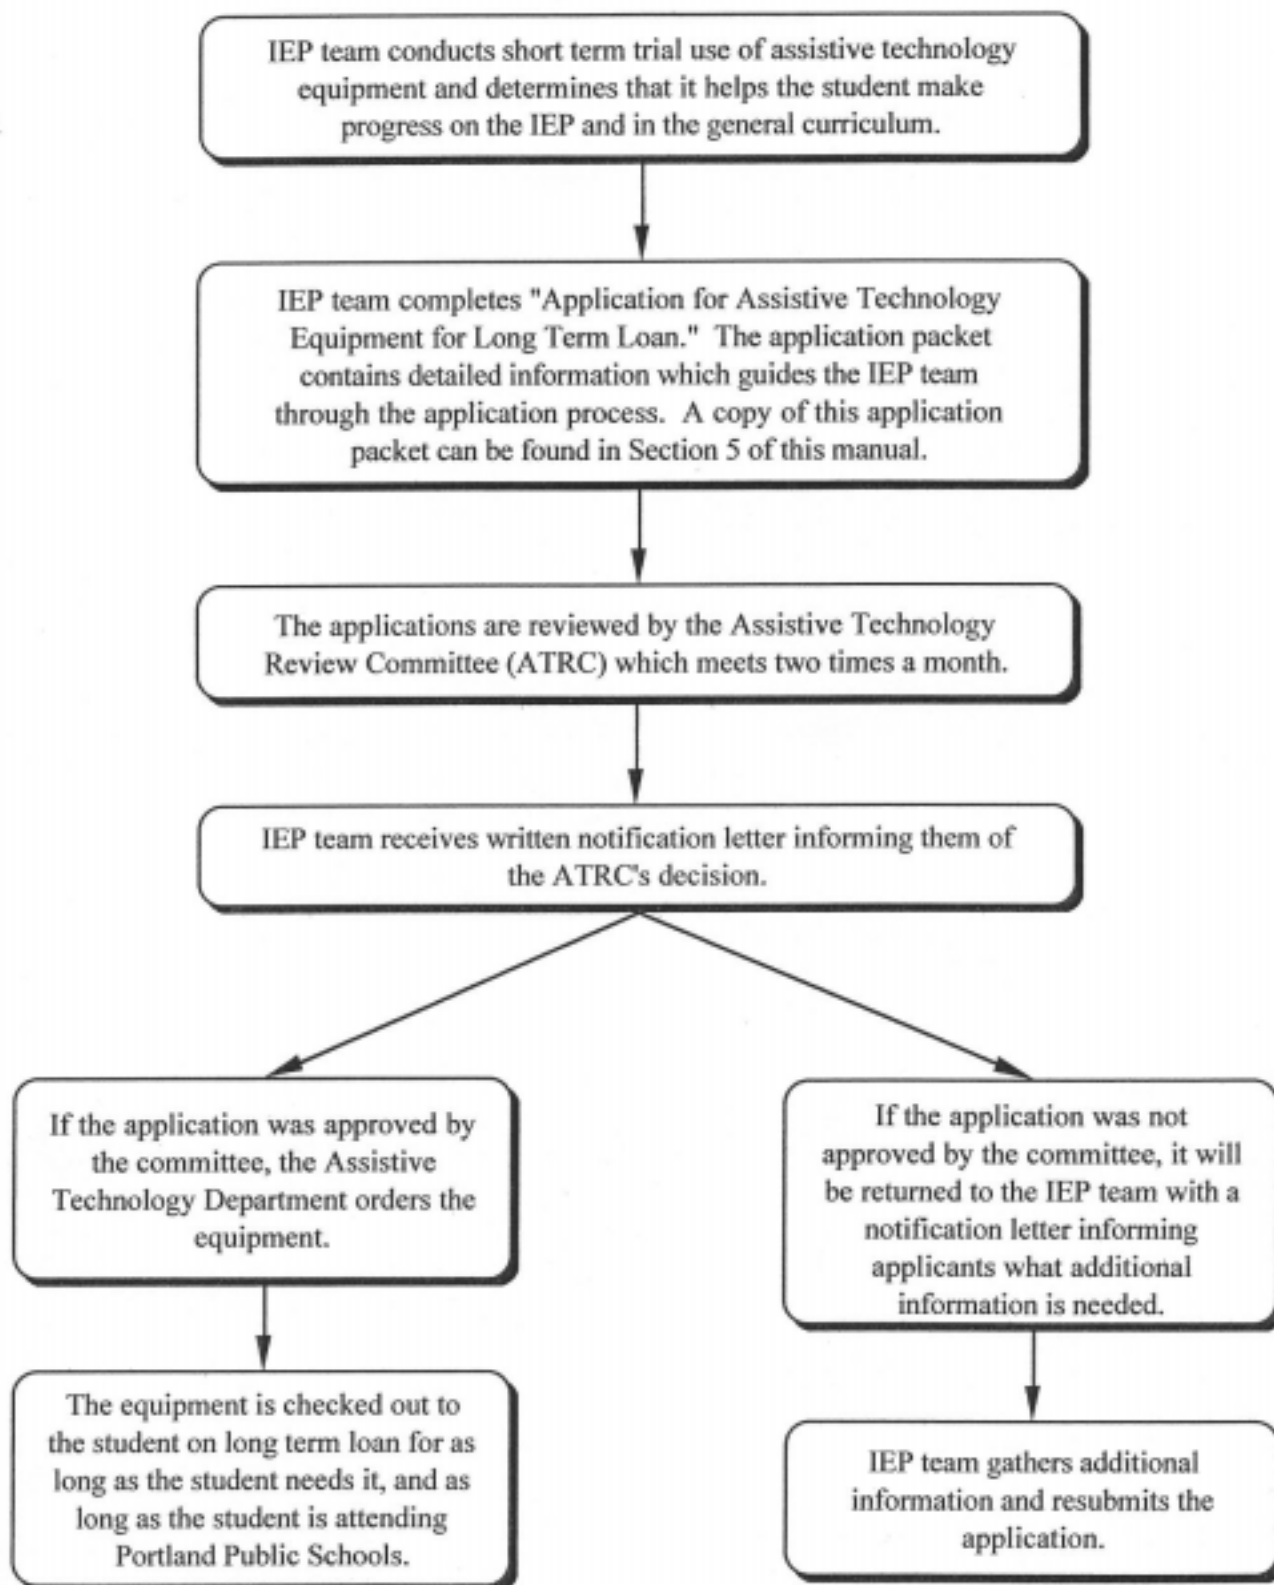 IEP team conducts short term trial use of assistive technology
equipment and determines that it helps the student make
progress on the IEP and in the general curriculum.
IEP team completes "Application for Assistive Technology
Equipment for Long Term Loan."  The application packet
contains detailed information which guides the IEP team
through the application process.  A copy of this application
packet can be found in Section 5 of this manual.
The applications are reviewed by the Assistive Technology
Review Committee (ATRC) which meets two times a month.
IEP team receives written notification letter informing them of
the ATRC's decision.
If the application was approved by
the committee, the Assistive
Technology Department orders the
equipment.
The equipment is checked out to
the student on long term loan for as
long as the student needs it, and as
long as the student is attending
Portland Public Schools.
If the application was not
approved by the committee, it will
be returned to the IEP team with a
notification letter informing
applicants what additional
information is needed.
IEP team gathers additional
information and resubmits the
application.